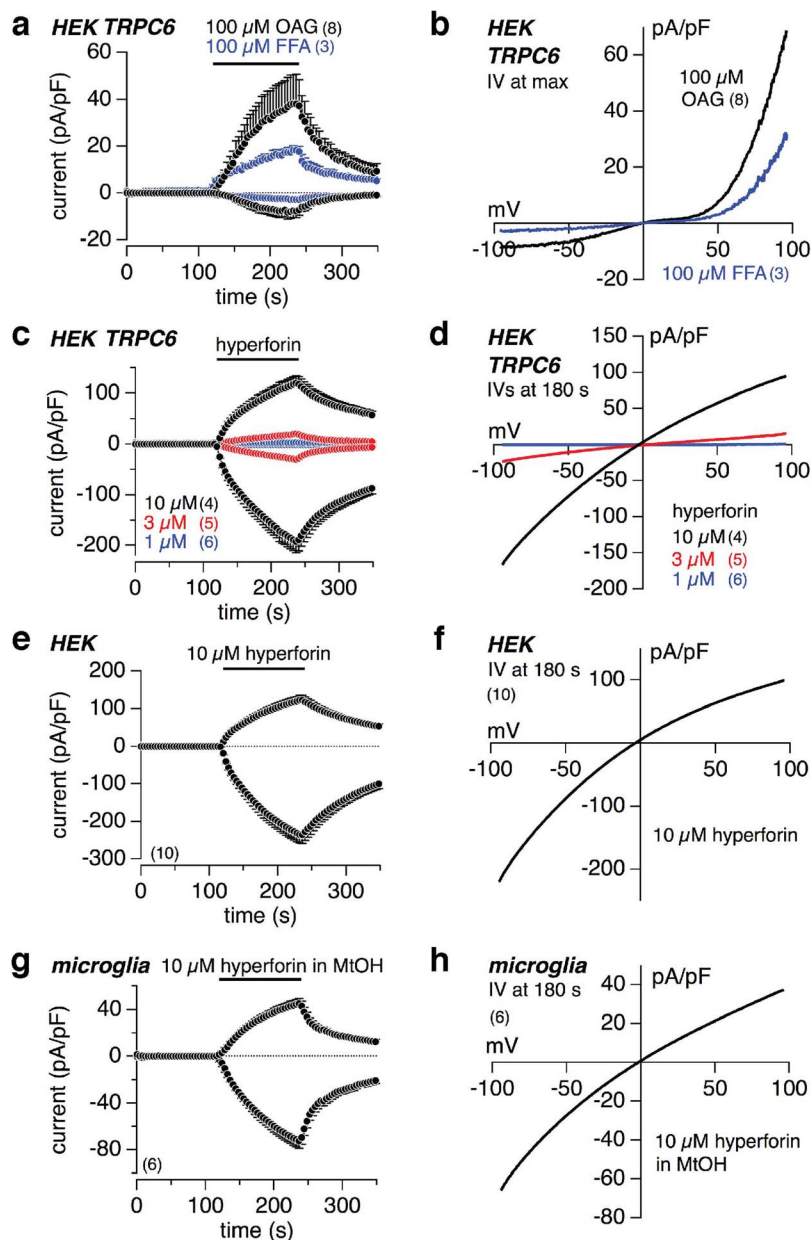 a HEK TRPC6
100 µM OAG (8)
100 µM FFA (3)
60
40
20
0
-20
current (pA/pF)
0 100 200 300
time (s)
b HEK
TRPC6
IV at max
pA/pF
100 µM
OAG (8)
60
40
20
mV
-100 -50 50 100
-20
100 µM FFA (3)
c HEK TRPC6
hyperforin
100
0
-100
-200
current (pA/pF)
10 µM (4)
3 µM (5)
1 µM (6)
0 100 200 300
time (s)
d HEK
TRPC6
IVs at 180 s
pA/pF
150
100
50
mV
-100 -50 50 100
-50
-100
-150
-200
hyperforin
10 µM (4)
3 µM (5)
1 µM (6)
e HEK
10 µM hyperforin
200
100
0
-100
-200
-300
current (pA/pF)
(10)
0 100 200 300
time (s)
f HEK
IV at 180 s
(10)
pA/pF
100
mV
-100 -50 50 100
-100
-200
10 µM hyperforin
g microglia 10 µM hyperforin in MtOH
40
0
-40
-80
current (pA/pF)
(6)
0 100 200 300
time (s)
h microglia
IV at 180 s
(6)
pA/pF
40
20
mV
-100 -50 50 100
-20
-40
-60
-80
10 µM hyperforin
in MtOH